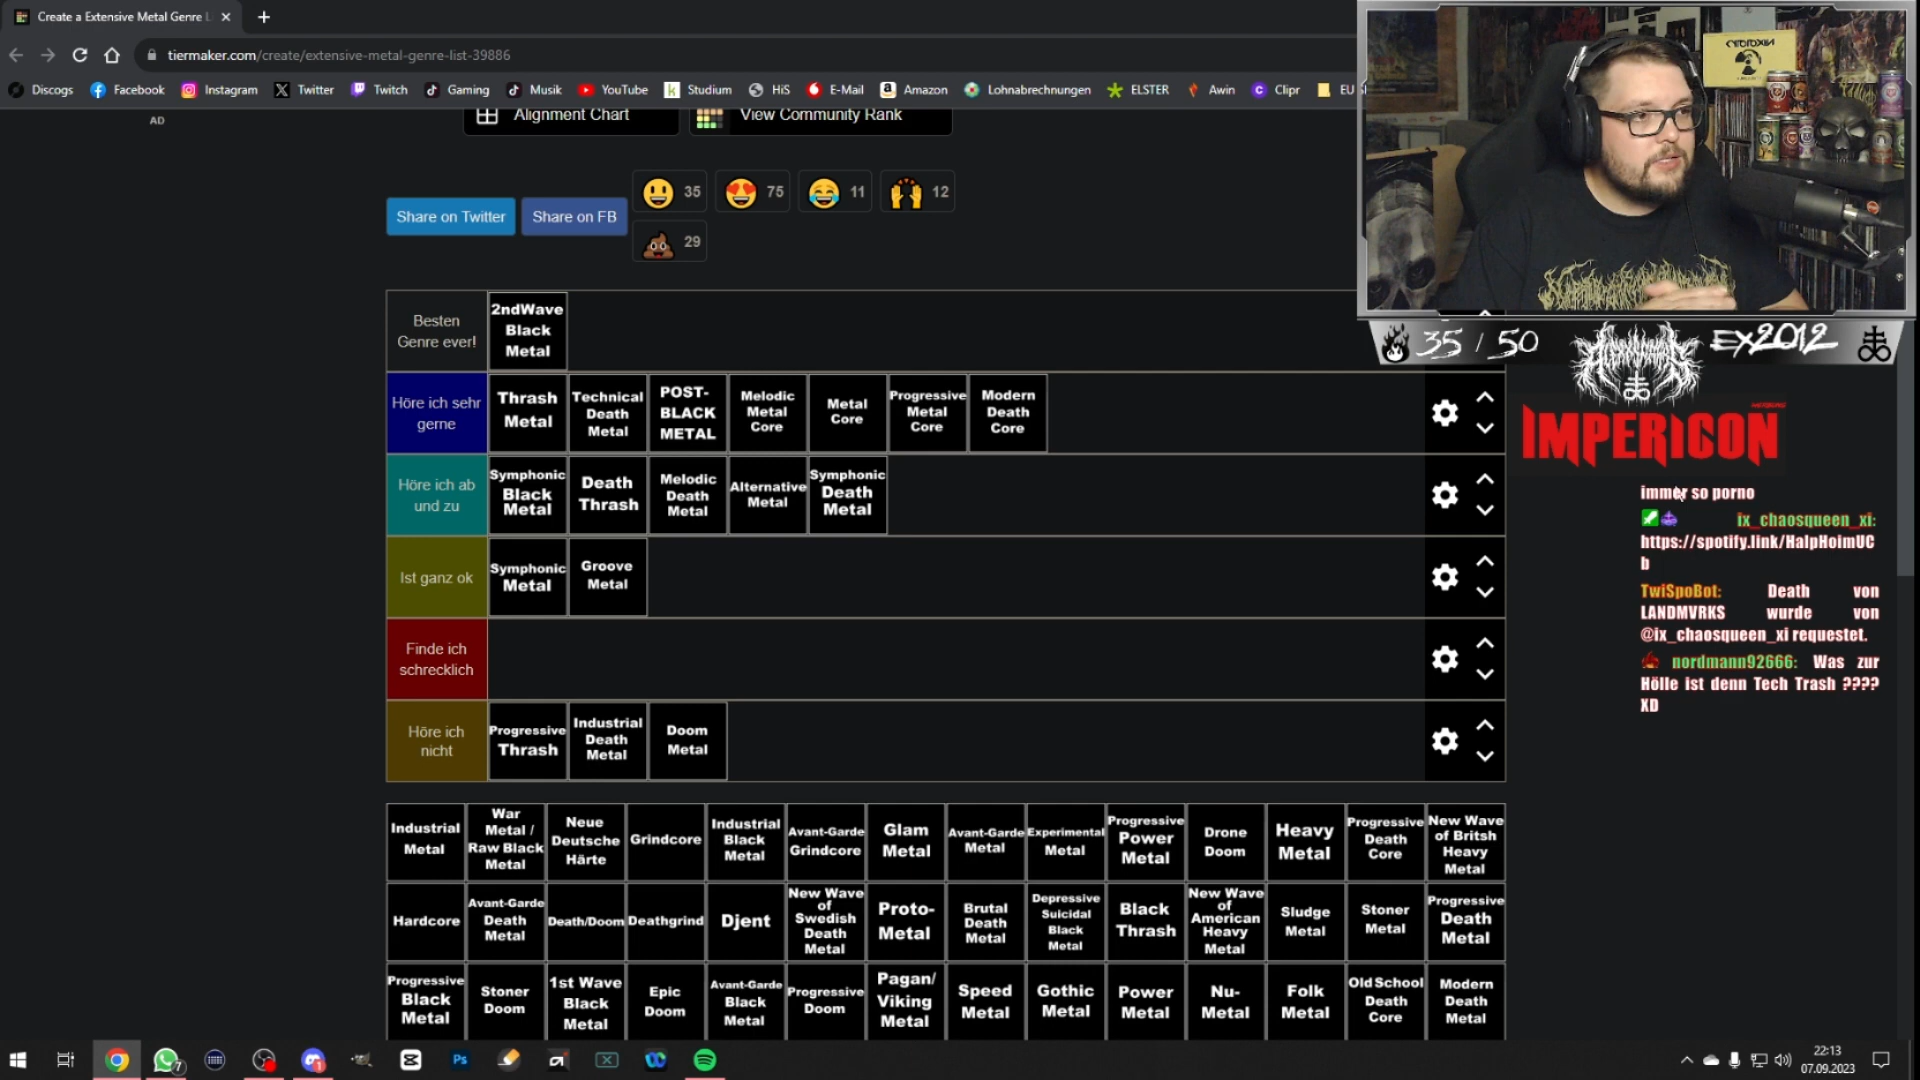 Create a Extensive Metal Genre L
tiermaker.com/create/extensive-metal-genre-list-39886
Discogs Facebook Instagram Twitter Twitch Gaming Musik YouTube Studium HiS E-Mail Amazon Lohnabrechnungen ELSTER Awin Clipr EU
AD
Alignment Chart
View Community Rank
Share on Twitter
Share on FB
35
75
11
12
29
Besten
Genre ever!
2ndWave
Black
Metal
Höre ich sehr
gerne
Thrash
Metal
Technical
Death
Metal
POST-
BLACK
METAL
Melodic
Metal
Core
Metal
Core
Progressive
Metal
Core
Modern
Death
Core
Höre ich ab
und zu
Symphonic
Black
Metal
Death
Thrash
Melodic
Death
Metal
Alternative
Metal
Symphonic
Death
Metal
Ist ganz ok
Symphonic
Metal
Groove
Metal
Finde ich
schrecklich
Höre ich
nicht
Progressive
Thrash
Industrial
Death
Metal
Doom
Metal
Industrial
Metal
War
Metal /
Raw Black
Metal
Neue
Deutsche
Härte
Grindcore
Industrial
Black
Metal
Avant-Garde
Grindcore
Glam
Metal
Avant-Garde
Metal
Experimental
Metal
Progressive
Power
Metal
Drone
Doom
Heavy
Metal
Progressive
Death
Core
New Wave
of Britsh
Heavy
Metal
Hardcore
Avant-Garde
Death
Metal
Death/Doom
Deathgrind
Djent
New Wave
of
Swedish
Death
Metal
Proto-
Metal
Brutal
Death
Metal
Depressive
Suicidal
Black
Metal
Black
Thrash
New Wave
of
American
Heavy
Metal
Sludge
Metal
Stoner
Metal
Progressive
Death
Metal
Progressive
Black
Metal
Stoner
Doom
1st Wave
Black
Metal
Epic
Doom
Avant-Garde
Black
Metal
Progressive
Doom
Pagan/
Viking
Metal
Speed
Metal
Gothic
Metal
Power
Metal
Nu-
Metal
Folk
Metal
Old School
Death
Core
Modern
Death
Metal
35 / 50
EX2012
WERBUNG
IMPERICON
immer so porno
ix_chaosqueen_xi:
https://spotify.link/HalpHoimUC
b
TwiSpoBot: Death von
LANDMVRKS wurde von
@ix_chaosqueen_xi requestet.
nordmann92666: Was zur
Hölle ist denn Tech Trash ????
XD
7
1
Ps
22:13
07.09.2023